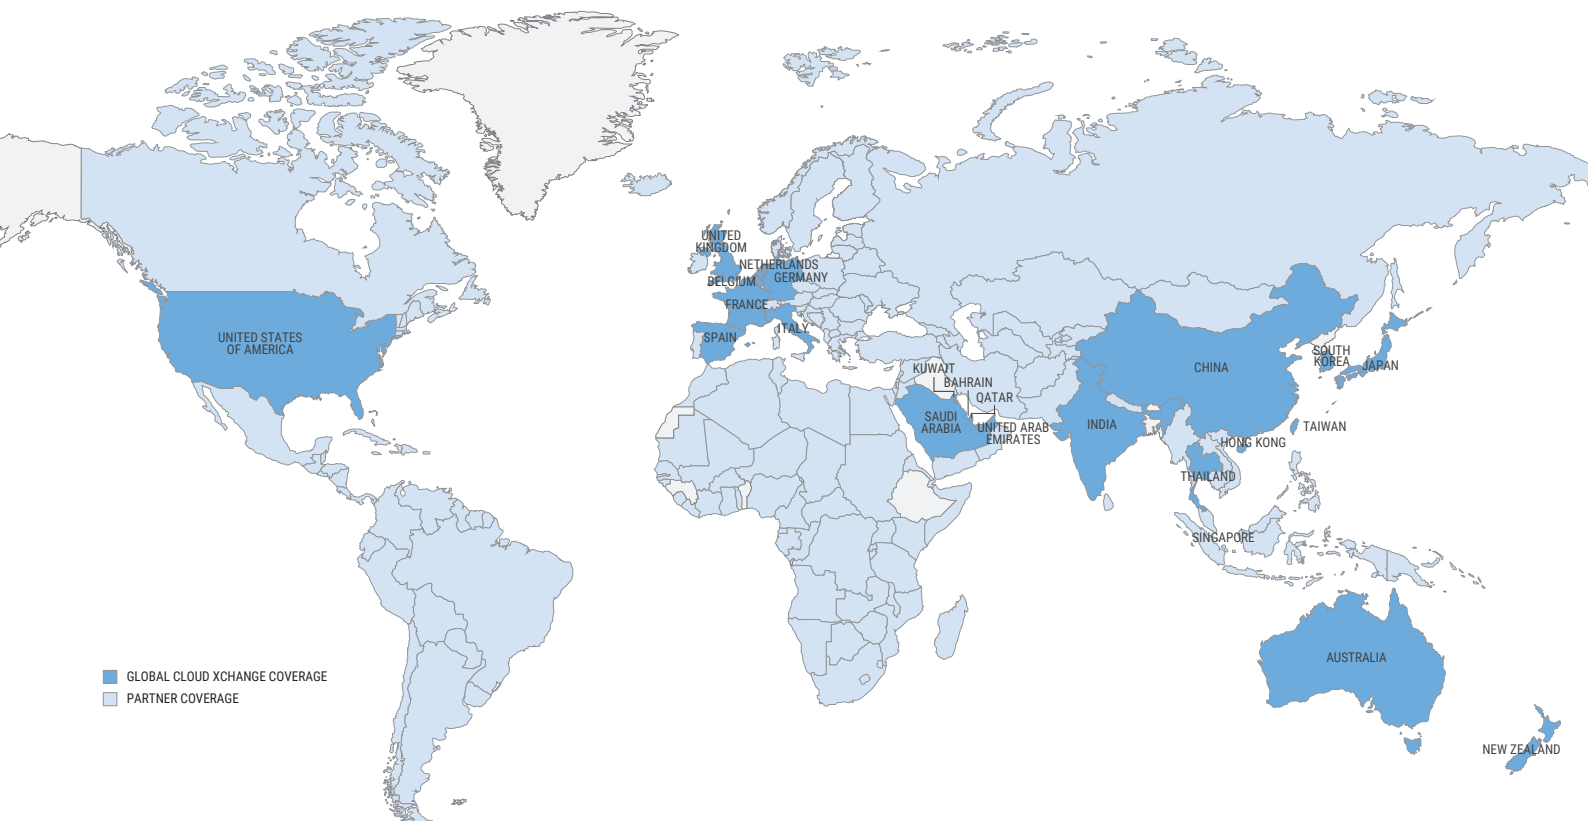 UNITED
KINGDOM
NETHERLANDS
GERMANY
BELGIUM
FRANCE
ITALY
SPAIN
UNITED STATES
OF AMERICA
KUWAIT
BAHRAIN
QATAR
SAUDI
ARABIA
UNITED ARAB
EMIRATES
INDIA
CHINA
SOUTH
KOREA
JAPAN
TAIWAN
HONG KONG
THAILAND
SINGAPORE
AUSTRALIA
NEW ZEALAND
GLOBAL CLOUD XCHANGE COVERAGE
PARTNER COVERAGE